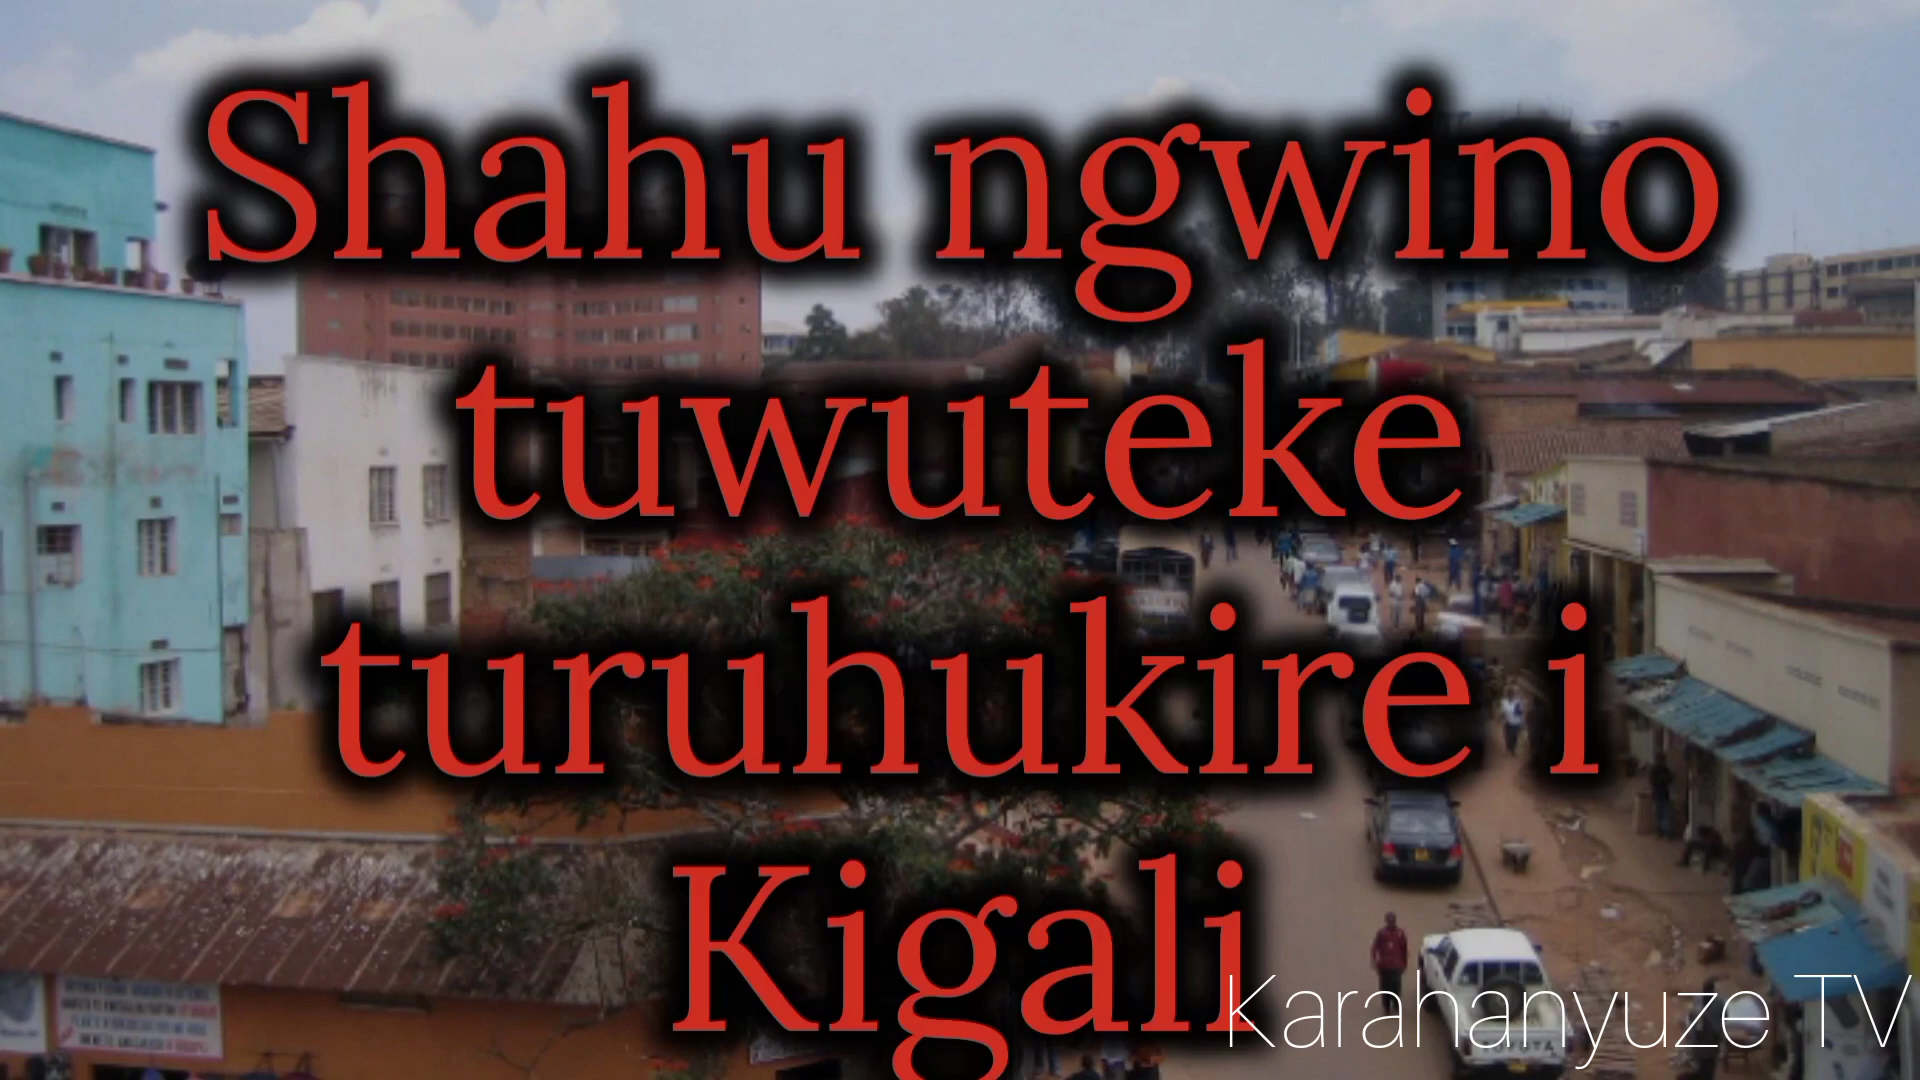 Shahu ngwino
tuwuteke
turuhukire i
Kigali
Karahanyuze TV